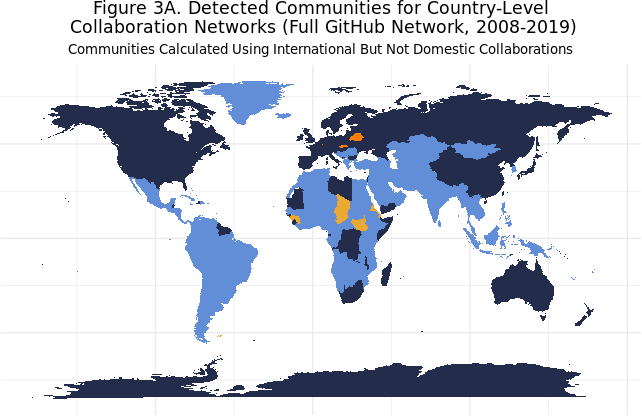 Figure 3A. Detected Communities for Country-Level
Collaboration Networks (Full GitHub Network, 2008-2019)
Communities Calculated Using International But Not Domestic Collaborations